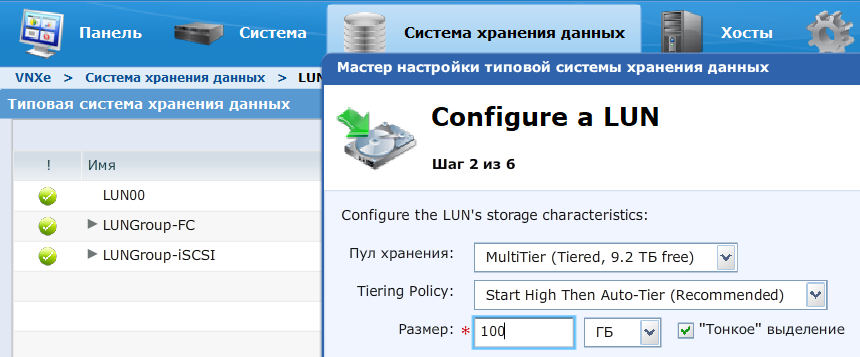 Панель
Система
Система хранения данных
Хосты
VNXe > Система хранения данных > LUN
Типовая система хранения данных
! Имя
LUN00
LUNGroup-FC
LUNGroup-iSCSI
Мастер настройки типовой системы хранения данных
Configure a LUN
Шаг 2 из 6
Configure the LUN's storage characteristics:
Пул хранения: MultiTier (Tiered, 9.2 ТБ free)
Tiering Policy: Start High Then Auto-Tier (Recommended)
Размер: * 100 ГБ "Тонкое" выделение